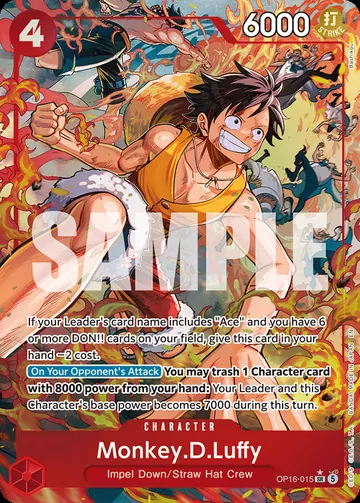 4
6000
打
STRIKE
SAMPLE
If your Leader's card name includes "Ace" and you have 6
or more DON!! cards on your field, give this card in your
hand −2 cost.
On Your Opponent's Attack You may trash 1 Character card
with 8000 power from your hand: Your Leader and this
Character's base power becomes 7000 during this turn.
CHARACTER
Monkey.D.Luffy
Impel Down/Straw Hat Crew
OP16-015 SR 5